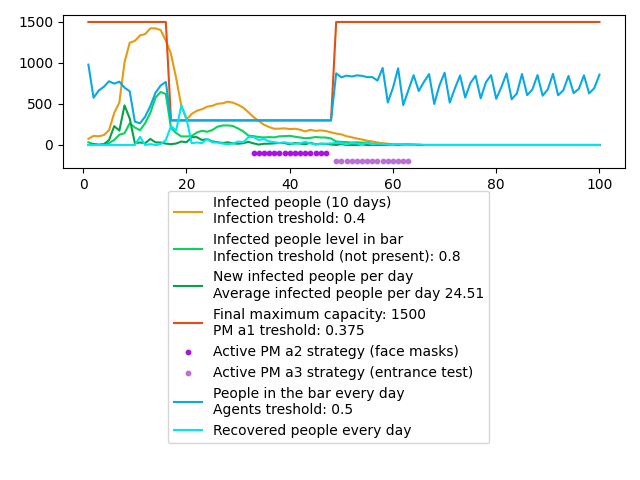 1500
1000
500
0
0
20
40
60
80
100
Infected people (10 days)
Infection treshold: 0.4
Infected people level in bar
Infection treshold (not present): 0.8
New infected people per day
Average infected people per day 24.51
Final maximum capacity: 1500
PM a1 treshold: 0.375
Active PM a2 strategy (face masks)
Active PM a3 strategy (entrance test)
People in the bar every day
Agents treshold: 0.5
Recovered people every day